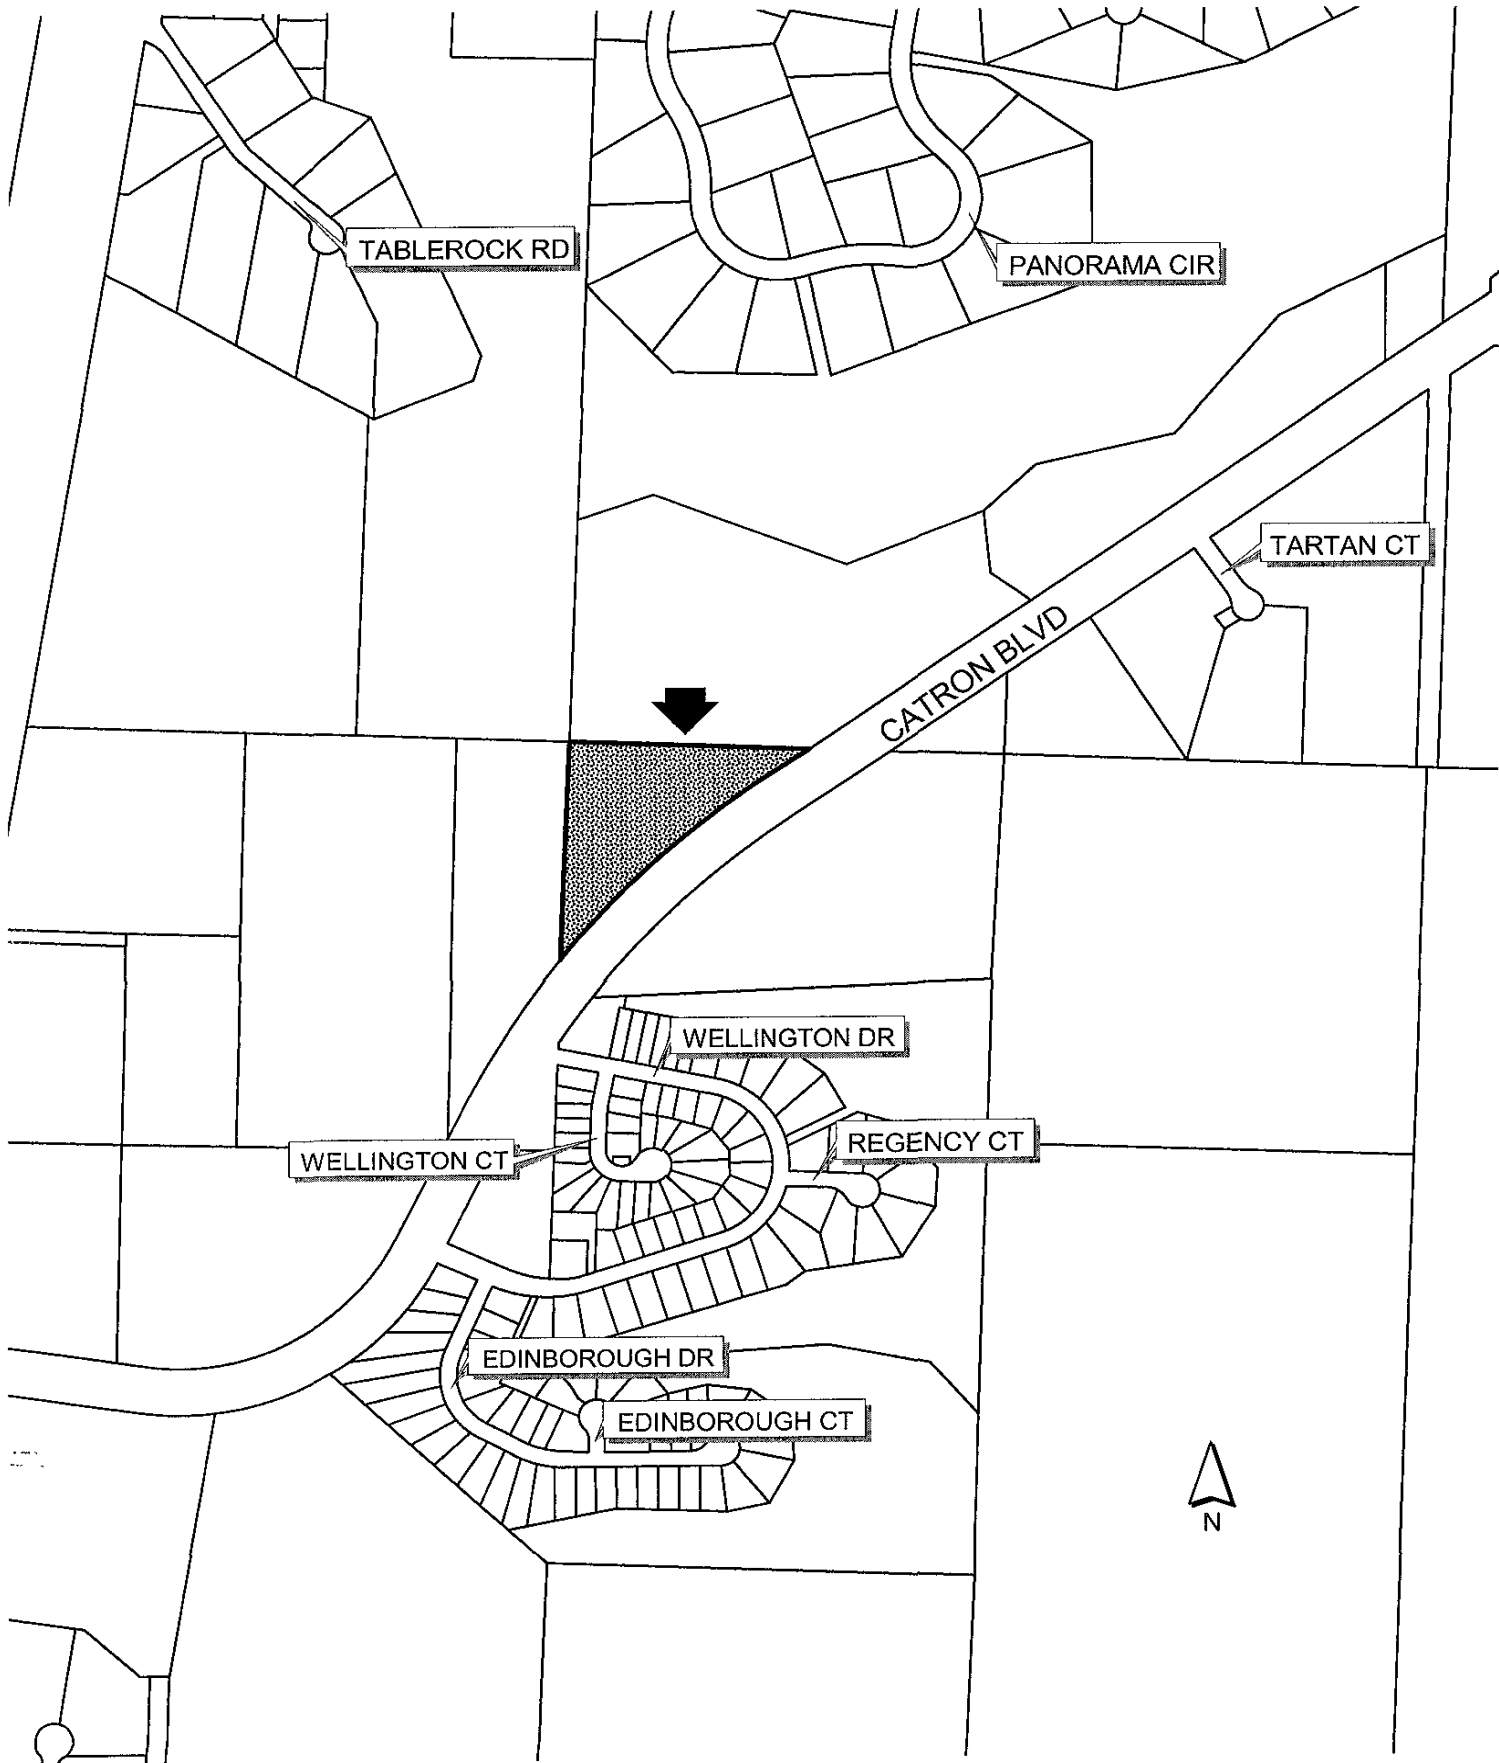 TABLEROCK RD
PANORAMA CIR
TARTAN CT
CATRON BLVD
WELLINGTON DR
REGENCY CT
WELLINGTON CT
EDINBOROUGH DR
EDINBOROUGH CT
N